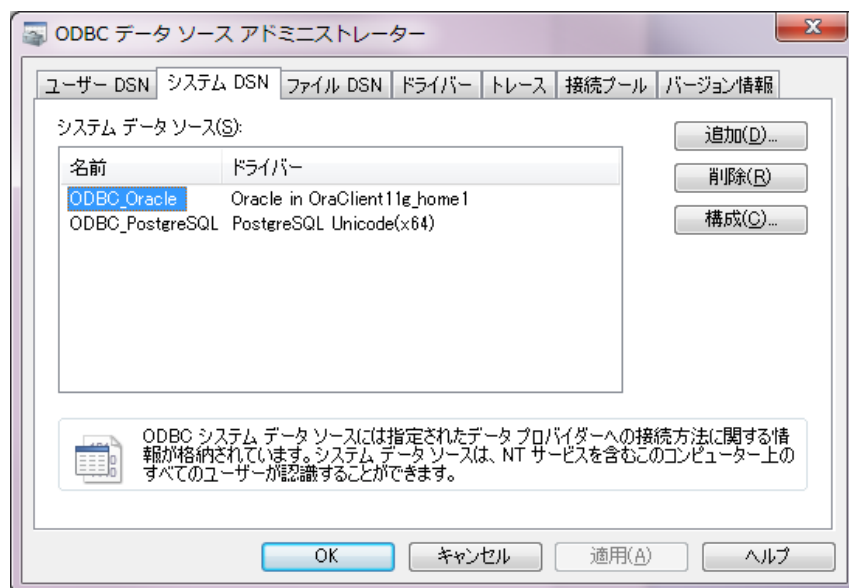 ODBC データ ソース アドミニストレーター
ユーザー DSN システム DSN ファイル DSN ドライバー トレース 接続プール バージョン情報
システム データ ソース(S):
名前 ドライバー
ODBC_Oracle Oracle in OraClient11g_home1
ODBC_PostgreSQL PostgreSQL Unicode(x64)
追加(D)...
削除(R)
構成(C)...
ODBC システム データ ソースには指定されたデータ プロバイダーへの接続方法に関する情
報が格納されています。システム データ ソースは、NT サービスを含むこのコンピューター上の
すべてのユーザーが認識することができます。
OK キャンセル 適用(A) ヘルプ